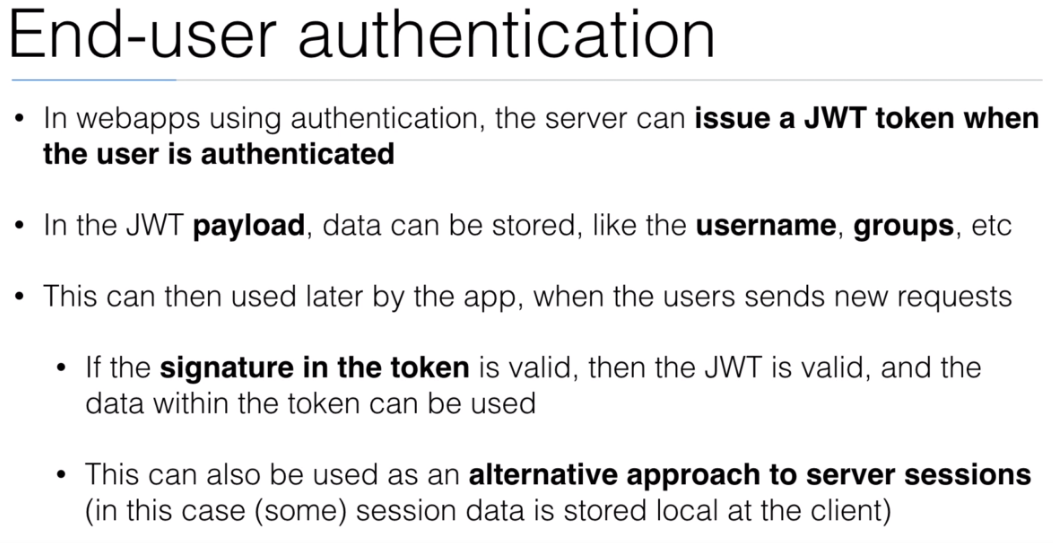 End-user authentication
• In webapps using authentication, the server can issue a JWT token when
the user is authenticated
• In the JWT payload, data can be stored, like the username, groups, etc
• This can then used later by the app, when the users sends new requests
• If the signature in the token is valid, then the JWT is valid, and the
data within the token can be used
• This can also be used as an alternative approach to server sessions
(in this case (some) session data is stored local at the client)